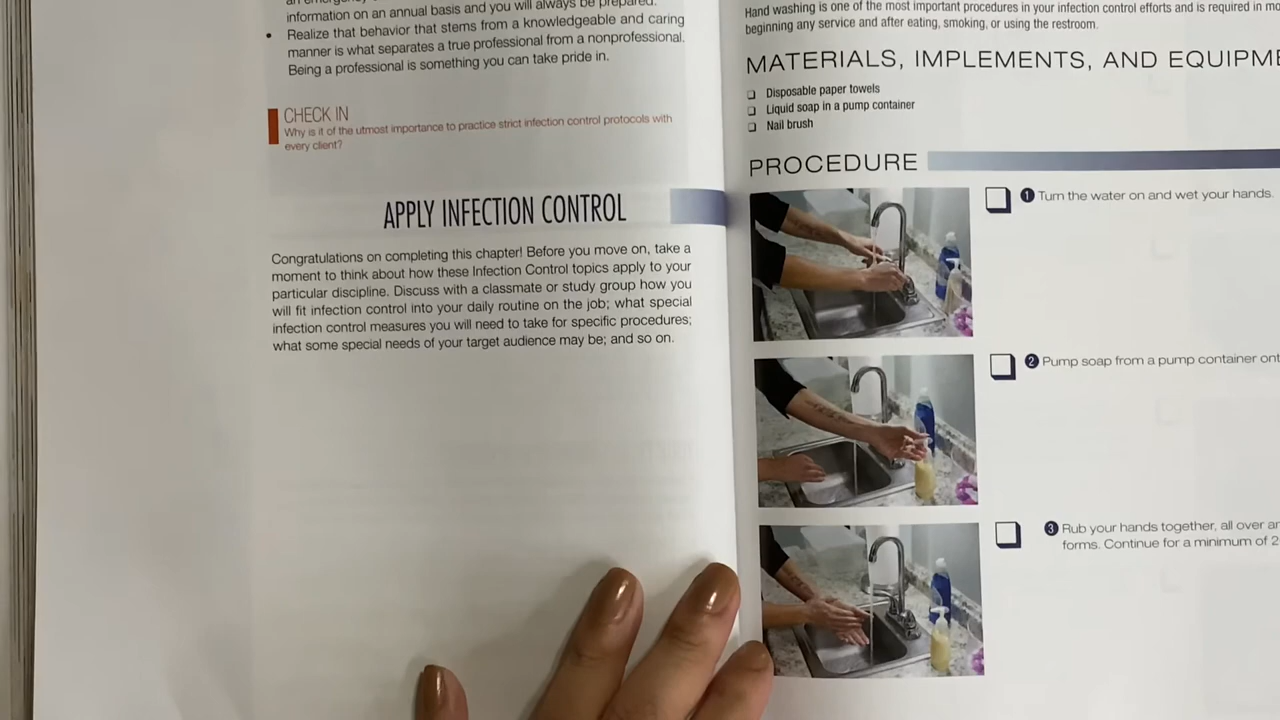 information on an annual basis and you will always be prepared.
• Realize that behavior that stems from a knowledgeable and caring
manner is what separates a true professional from a nonprofessional.
Being a professional is something you can take pride in.
CHECK IN
Why is it of the utmost importance to practice strict infection control protocols with
every client?
APPLY INFECTION CONTROL
Congratulations on completing this chapter! Before you move on, take a
moment to think about how these Infection Control topics apply to your
particular discipline. Discuss with a classmate or study group how you
will fit infection control into your daily routine on the job; what special
infection control measures you will need to take for specific procedures;
what some special needs of your target audience may be; and so on.
Hand washing is one of the most important procedures in your infection control efforts and is required in
beginning any service and after eating, smoking, or using the restroom.
MATERIALS, IMPLEMENTS, AND
❑ Disposable paper towels
❑ Liquid soap in a pump container
❑ Nail brush
PROCEDURE
1 Turn the water on and wet your hands.
2 Pump soap from a pump container
3 Rub your hands together, all over
forms. Continue for a minimum of